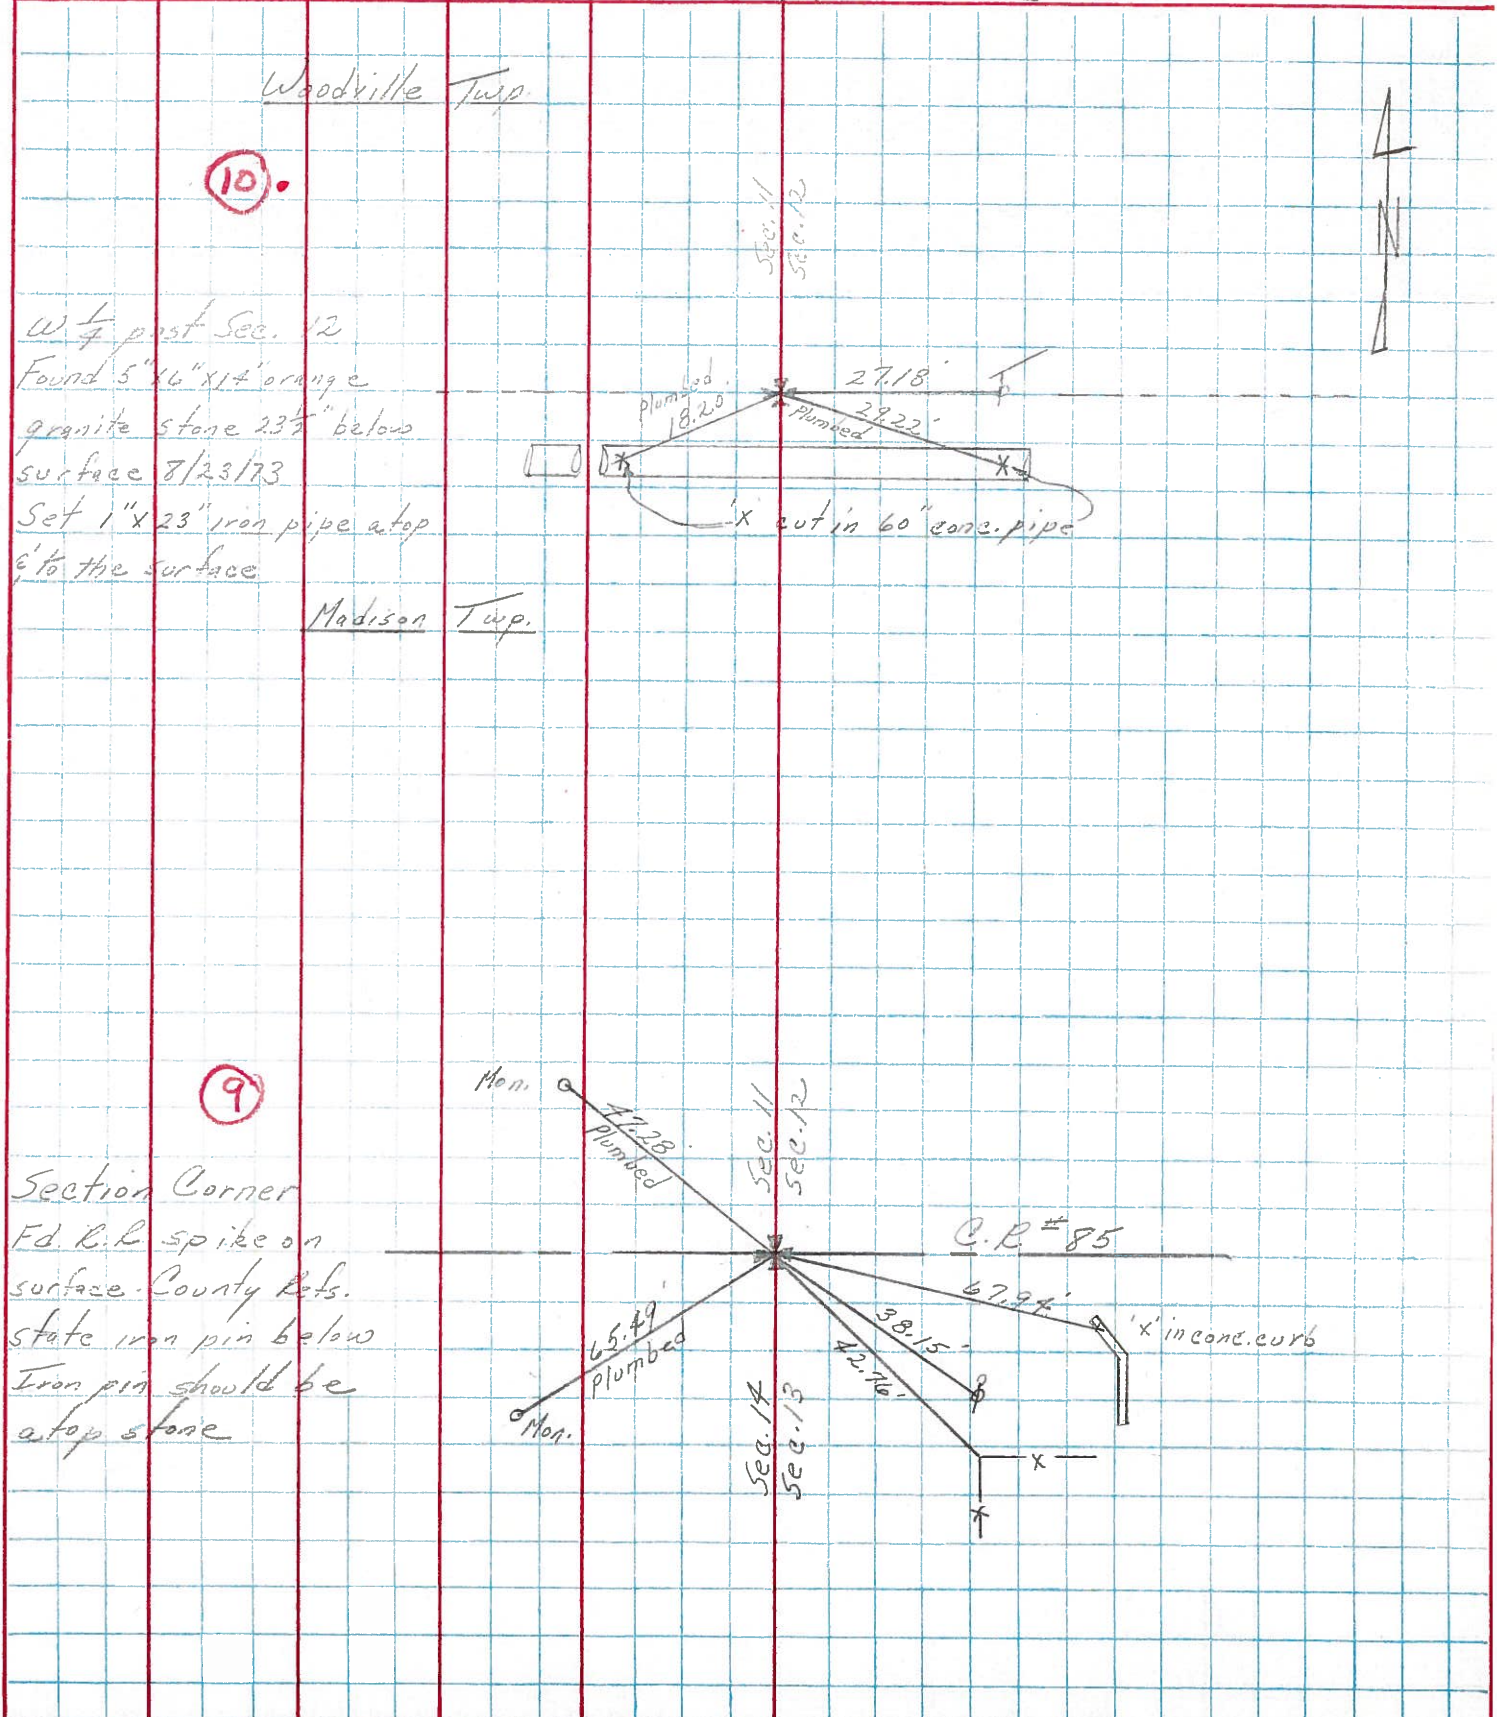 Woodville Twp.
10.
N
Sec. 11
Sec. 12
W 1/4 post Sec. 12
Found 5"x6"x14" orange
granite stone 23½" below
surface 8/23/73
Set 1"x23" iron pipe atop
& to the surface
plumbed
18.20'
27.18'
29.22'
Plumbed
'x' cut in 60" conc. pipe
Madison Twp.
9
Mon.
47.28'
plumbed
Sec. 11
Sec. 12
Section Corner
Fd. R.R. spike on
surface. County Refs.
state iron pin below
Iron pin should be
atop stone
C.R. #85
67.94'
'x' in conc. curb
38.15'
42.76'
65.49'
plumbed
Mon.
Sec. 14
Sec. 13